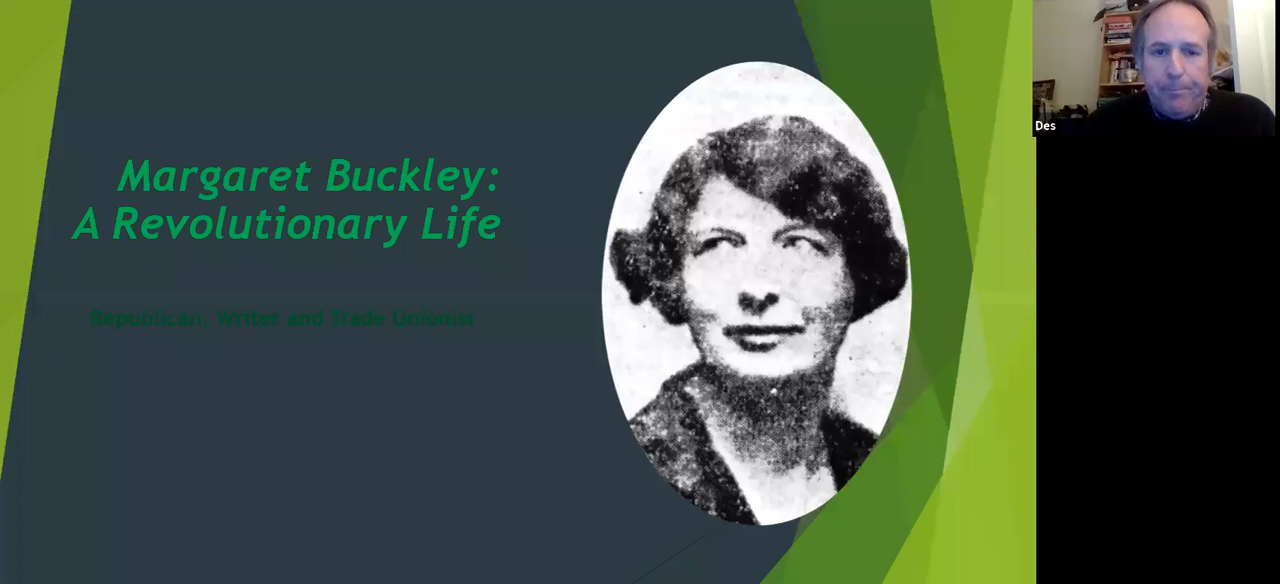 Margaret Buckley:
A Revolutionary Life
Republican, Writer and Trade Unionist
Des